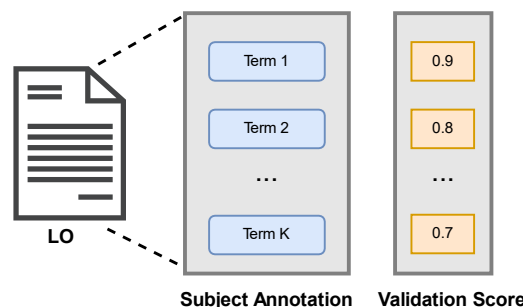 Term 1
0.9
Term 2
0.8
...
...
LO
Term K
0.7
Subject Annotation
Validation Score